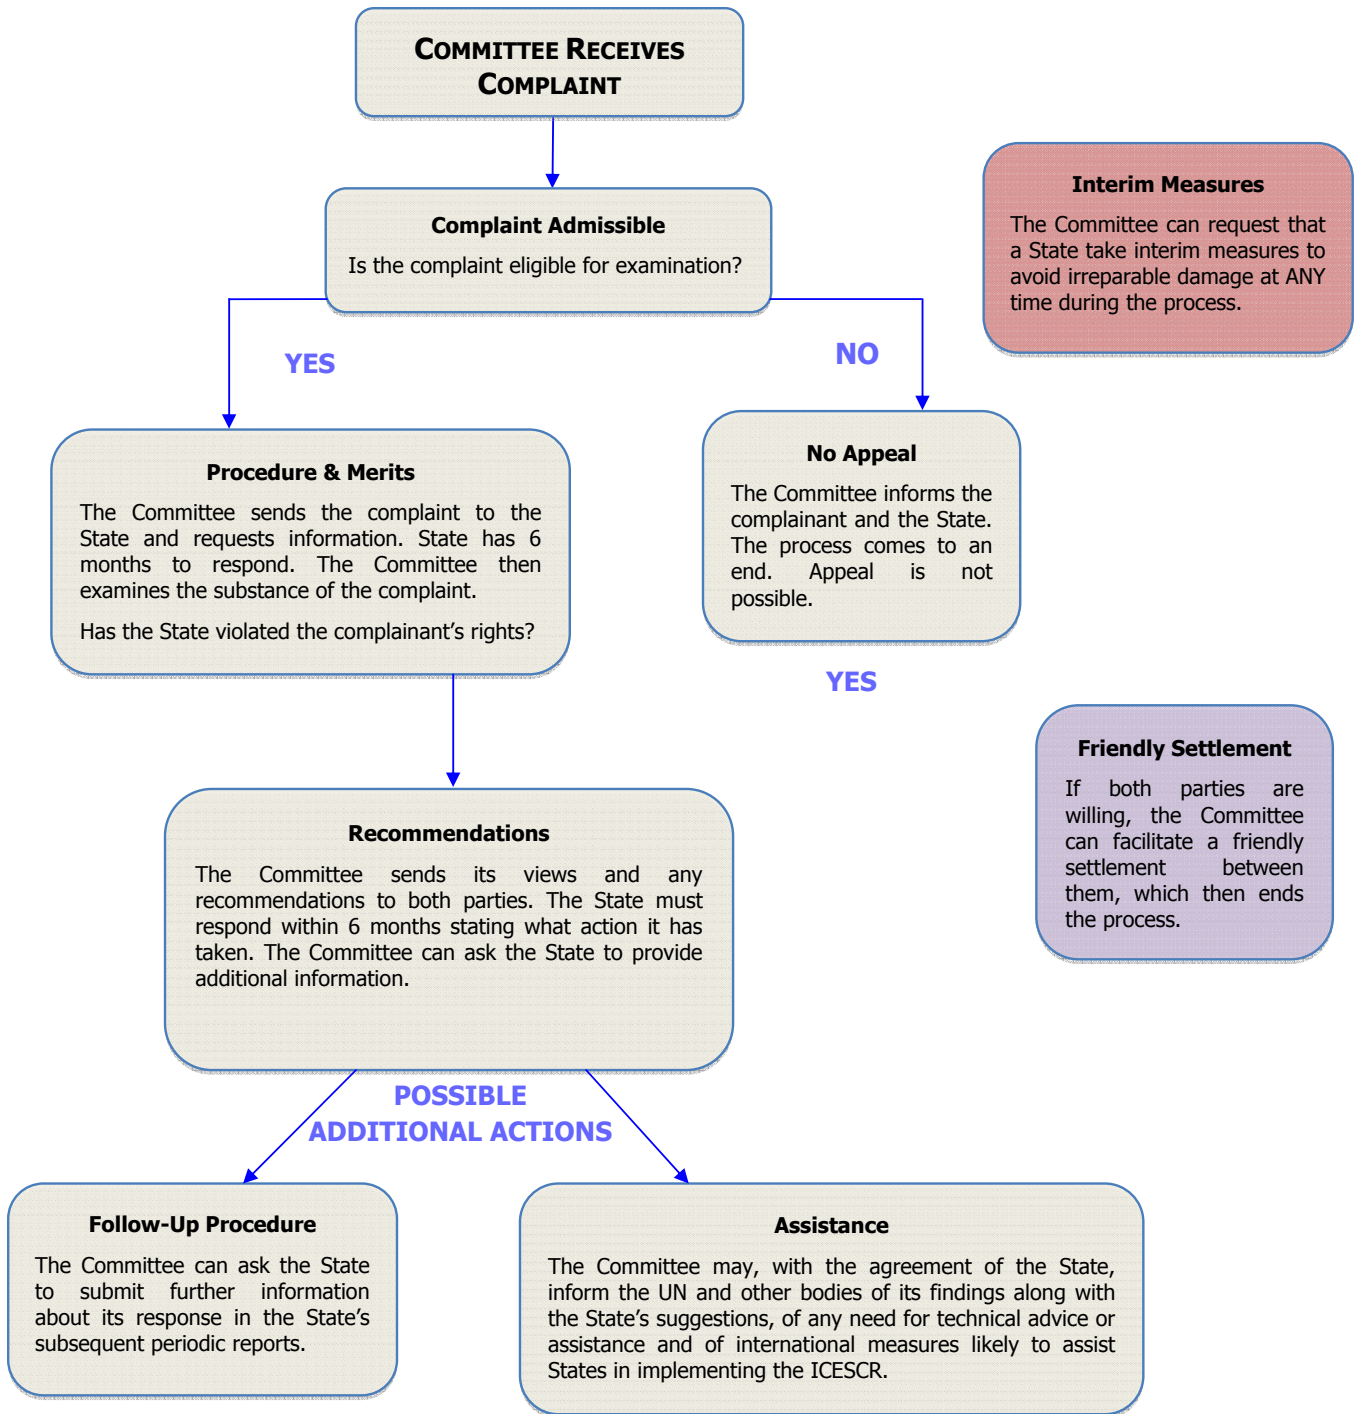 COMMITTEE RECEIVES
COMPLAINT
Complaint Admissible
Is the complaint eligible for examination?
Interim Measures
The Committee can request that
a State take interim measures to
avoid irreparable damage at ANY
time during the process.
YES
NO
Procedure & Merits
The Committee sends the complaint to the
State and requests information. State has 6
months to respond. The Committee then
examines the substance of the complaint.
Has the State violated the complainant’s rights?
No Appeal
The Committee informs the
complainant and the State.
The process comes to an
end. Appeal is not
possible.
YES
Friendly Settlement
If both parties are
willing, the Committee
can facilitate a friendly
settlement between
them, which then ends
the process.
Recommendations
The Committee sends its views and any
recommendations to both parties. The State must
respond within 6 months stating what action it has
taken. The Committee can ask the State to provide
additional information.
POSSIBLE
ADDITIONAL ACTIONS
Follow-Up Procedure
The Committee can ask the State
to submit further information
about its response in the State’s
subsequent periodic reports.
Assistance
The Committee may, with the agreement of the State,
inform the UN and other bodies of its findings along with
the State’s suggestions, of any need for technical advice or
assistance and of international measures likely to assist
States in implementing the ICESCR.